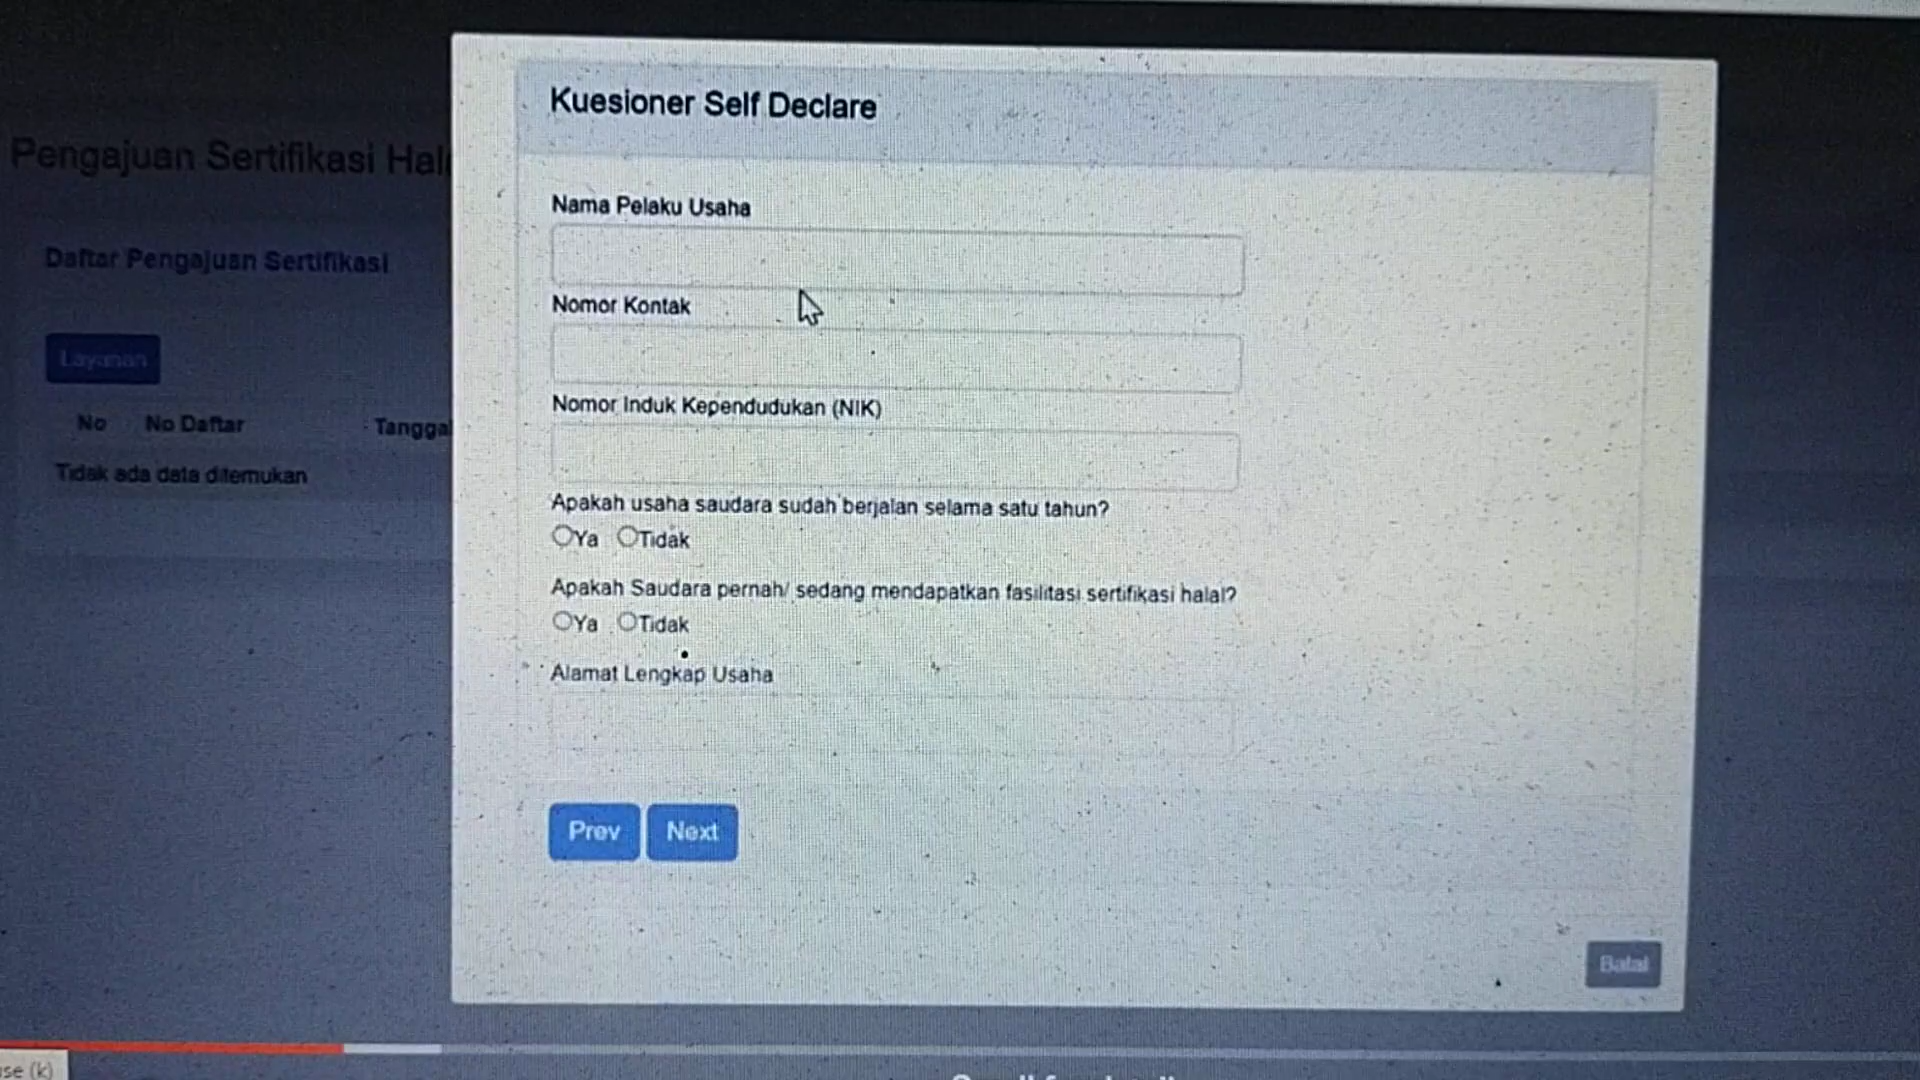 Kuesioner Self Declare
Pengajuan Sertifikasi Hal
Nama Pelaku Usaha
Daftar Pengajuan Sertifikasi
Nomor Kontak
Layanan
Nomor Induk Kependudukan (NIK)
No No Daftar Tanggal
Tidak ada data ditemukan
Apakah usaha saudara sudah berjalan selama satu tahun?
Ya Tidak
Apakah Saudara pernah/ sedang mendapatkan fasilitasi sertifikasi halal?
Ya Tidak
Alamat Lengkap Usaha
Prev Next
Batal
use (k)